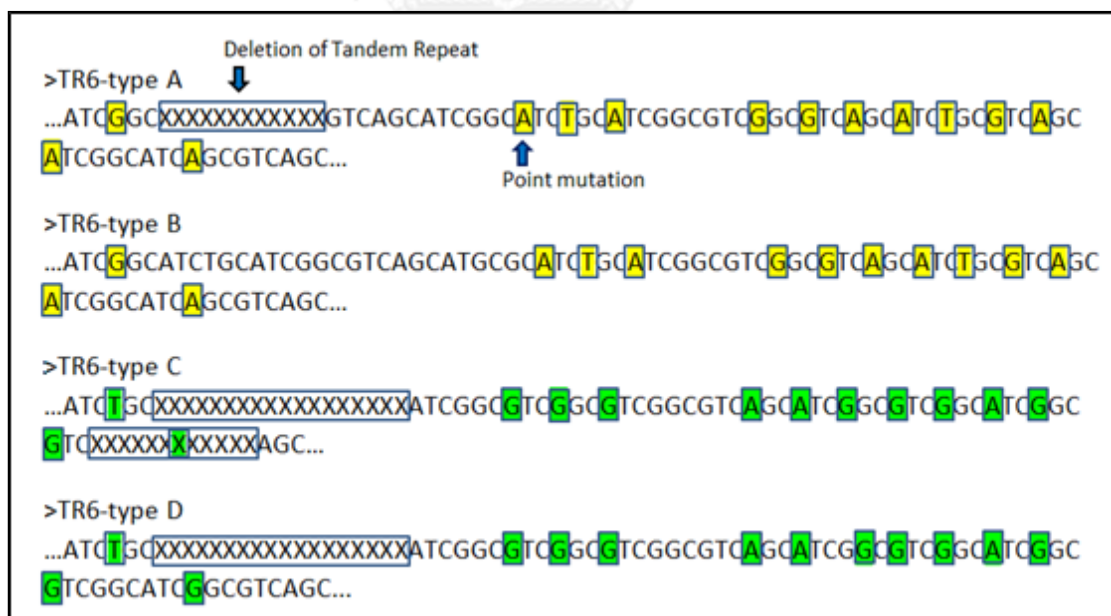 Deletion of Tandem Repeat
>TR6-type A
...ATCGGCXXXXXXXXXXXXGTCAGCATCGGCATCTGCATCGGCGTCGGCGTCAGCATCTGCGTCAGC
ATCGGCATCAGCGTCAGC...
Point mutation
>TR6-type B
...ATCGGCATCTGCATCGGCGTCAGCATGCGCATCTGCATCGGCGTCGGCGTCAGCATCTGCGTCAGC
ATCGGCATCAGCGTCAGC...
>TR6-type C
...ATCTGCXXXXXXXXXXXXXXXXXXATCGGCGTCGGCGTCGGCGTCAGCATCGGCGTCGGCATCGGC
GTCXXXXXXXXXXXXAGC...
>TR6-type D
...ATCTGCXXXXXXXXXXXXXXXXXXATCGGCGTCGGCGTCGGCGTCAGCATCGGCGTCGGCATCGGC
GTCGGCATCGGCGTCAGC...